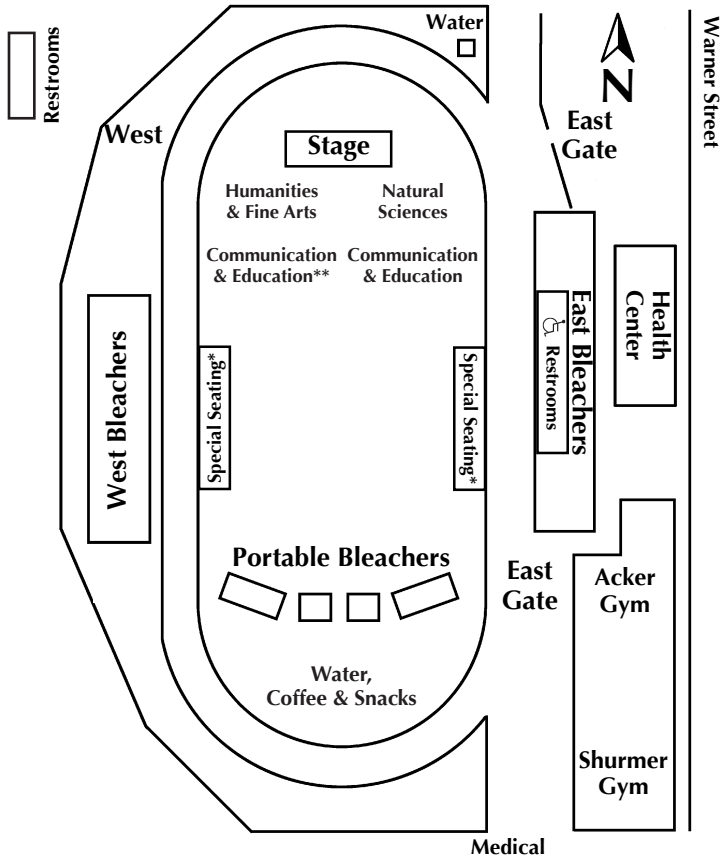 Water
Restrooms
Warner Street
N
West
East
Gate
Stage
Humanities
& Fine Arts
Natural
Sciences
Communication
& Education**
Communication
& Education
West Bleachers
Special Seating*
Special Seating*
East Bleachers
Restrooms
Health
Center
Portable Bleachers
East
Gate
Acker
Gym
Water,
Coffee & Snacks
Shurmer
Gym
Medical